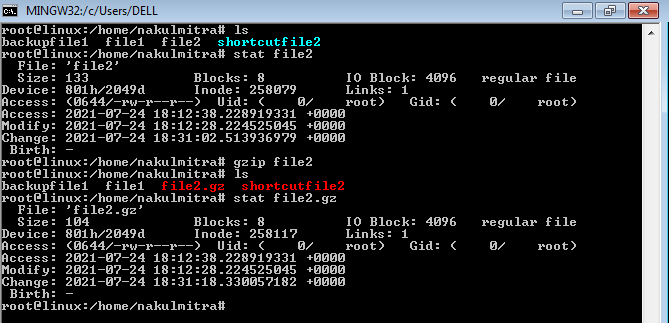 MINGW32:/c/Users/DELL
root@linux:/home/nakulmitra# ls
backupfile1  file1  file2  shortcutfile2
root@linux:/home/nakulmitra# stat file2
  File: 'file2'
  Size: 133             Blocks: 8          IO Block: 4096   regular file
Device: 801h/2049d      Inode: 258079      Links: 1
Access: (0644/-rw-r--r--)  Uid: (    0/    root)   Gid: (    0/    root)
Access: 2021-07-24 18:12:38.228919331 +0000
Modify: 2021-07-24 18:12:28.224525045 +0000
Change: 2021-07-24 18:31:02.513936979 +0000
 Birth: -
root@linux:/home/nakulmitra# gzip file2
root@linux:/home/nakulmitra# ls
backupfile1  file1  file2.gz  shortcutfile2
root@linux:/home/nakulmitra# stat file2.gz
  File: 'file2.gz'
  Size: 104             Blocks: 8          IO Block: 4096   regular file
Device: 801h/2049d      Inode: 258117      Links: 1
Access: (0644/-rw-r--r--)  Uid: (    0/    root)   Gid: (    0/    root)
Access: 2021-07-24 18:12:38.228919331 +0000
Modify: 2021-07-24 18:12:28.224525045 +0000
Change: 2021-07-24 18:31:18.330057182 +0000
 Birth: -
root@linux:/home/nakulmitra#